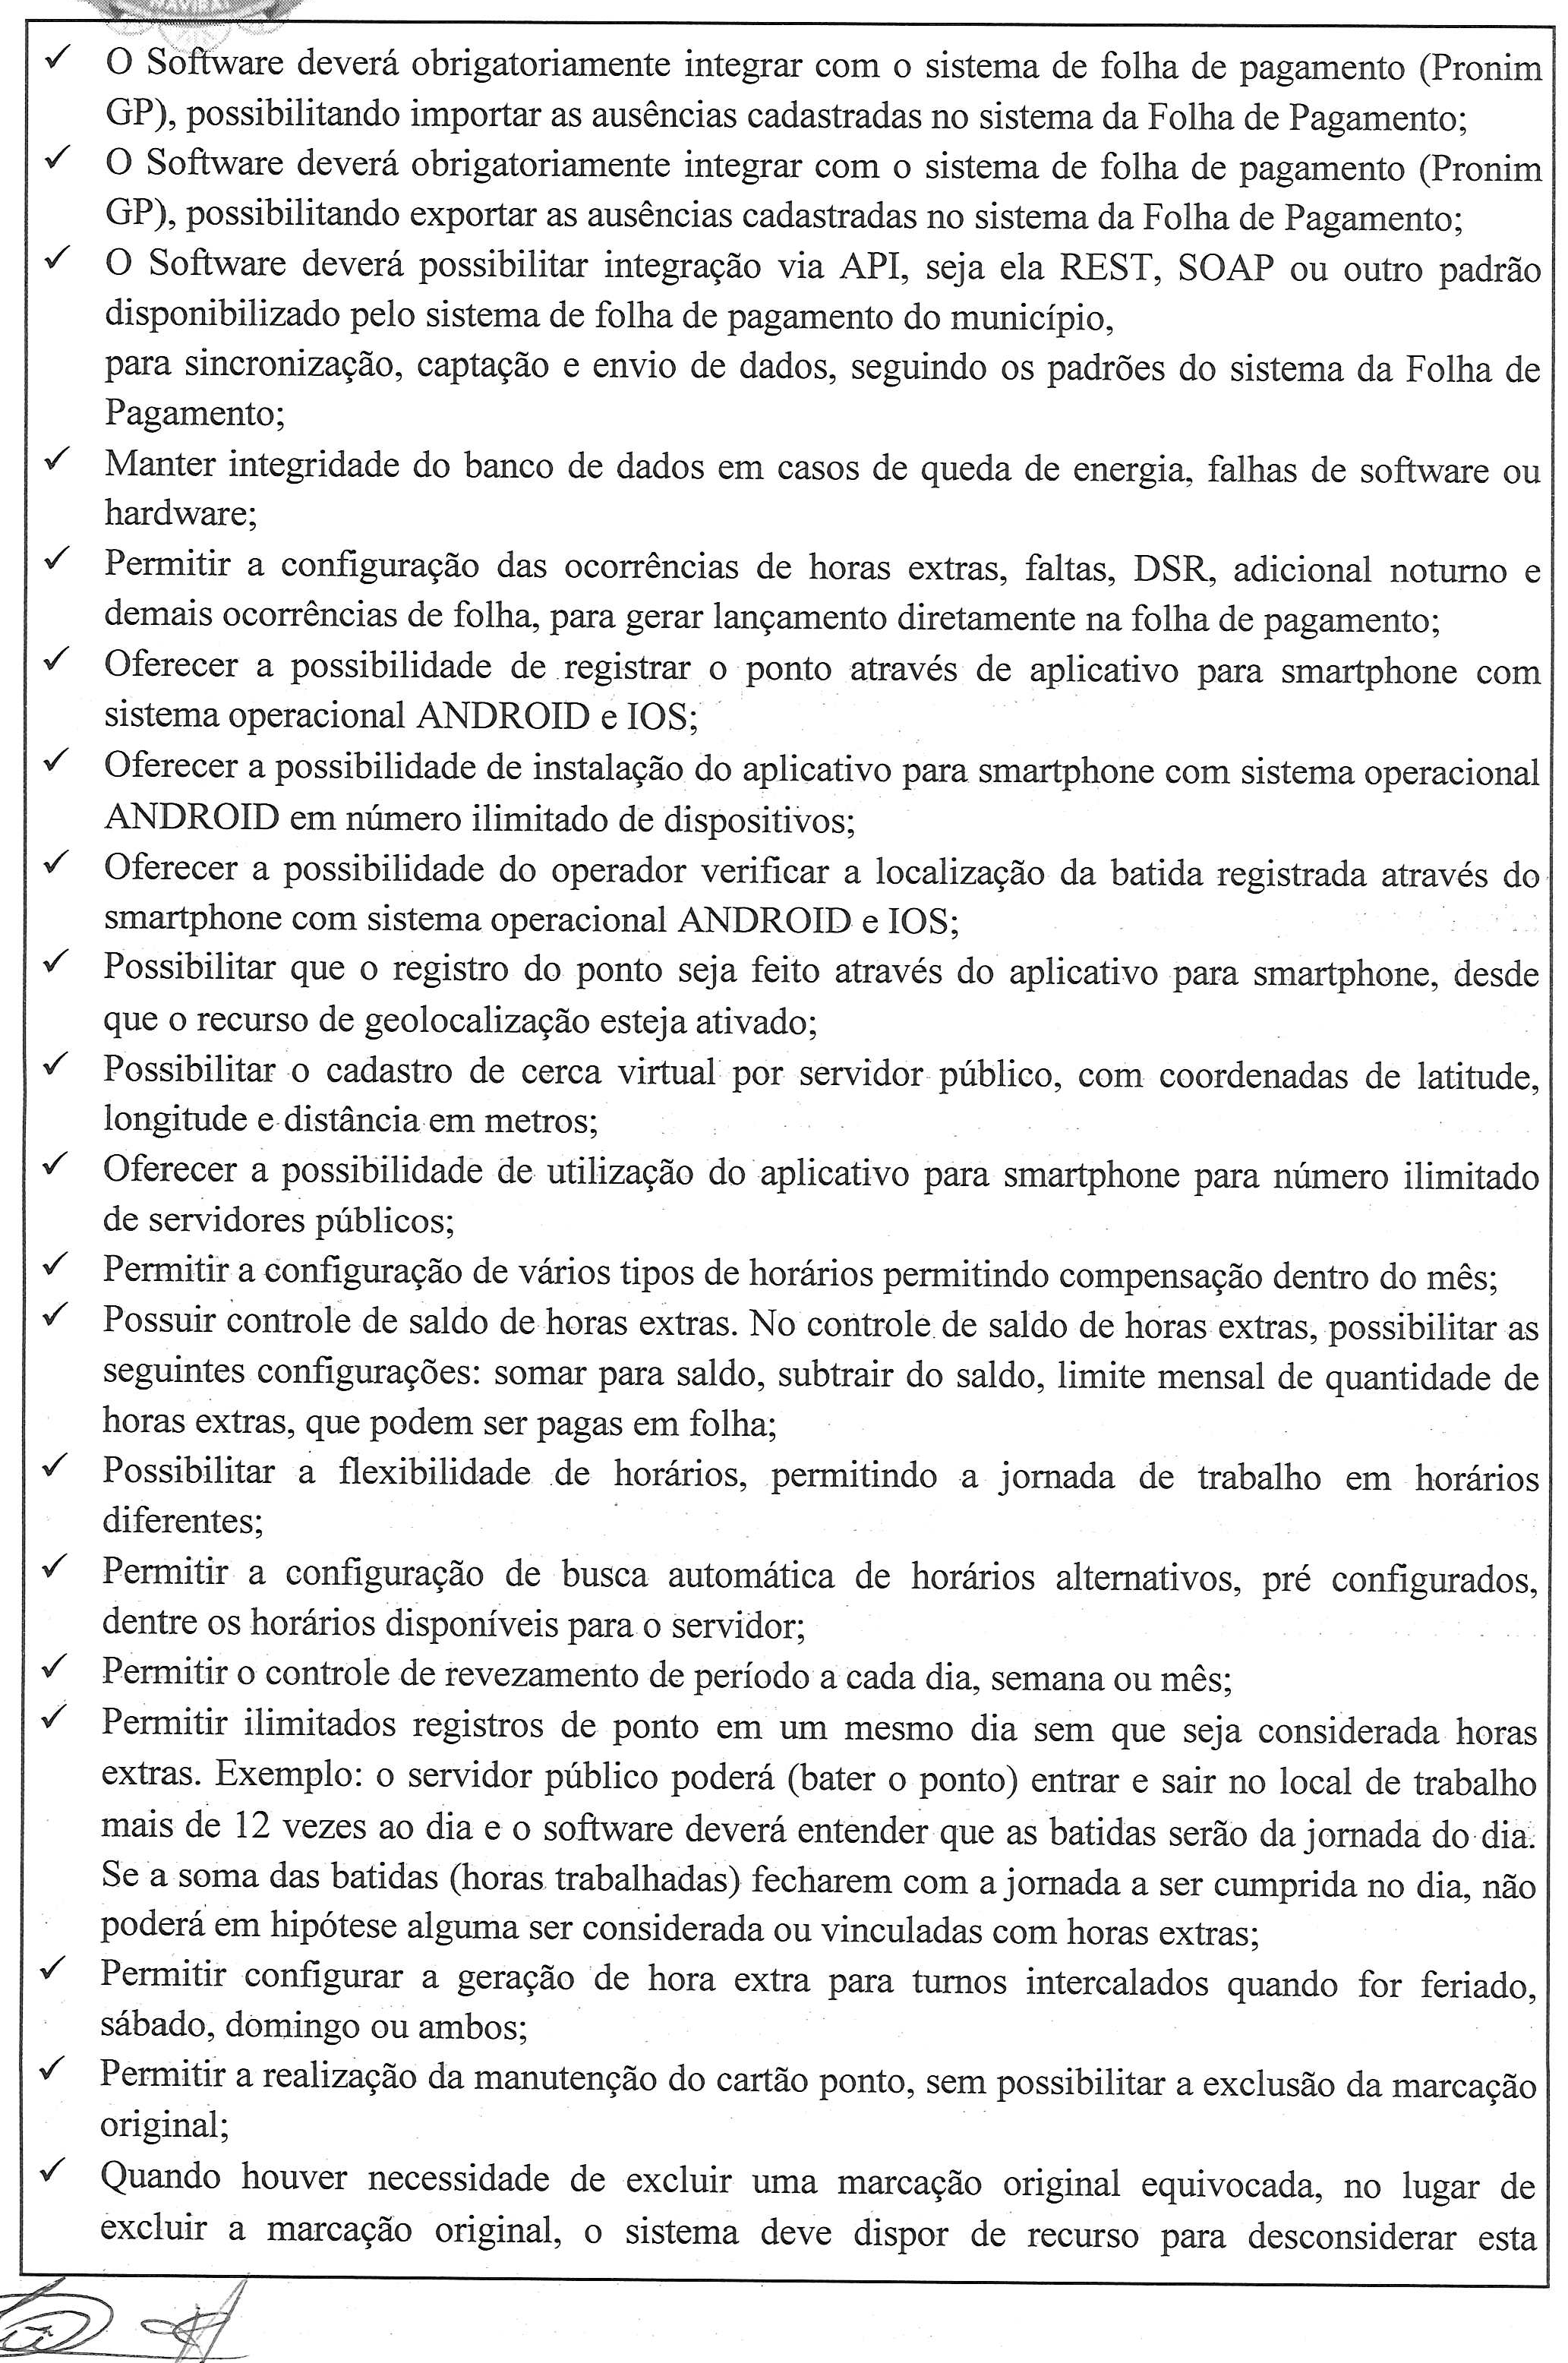 NAVIRAÍ
✓ O Software deverá obrigatoriamente integrar com o sistema de folha de pagamento (Pronim
GP), possibilitando importar as ausências cadastradas no sistema da Folha de Pagamento;
✓ O Software deverá obrigatoriamente integrar com o sistema de folha de pagamento (Pronim
GP), possibilitando exportar as ausências cadastradas no sistema da Folha de Pagamento;
✓ O Software deverá possibilitar integração via API, seja ela REST, SOAP ou outro padrão
disponibilizado pelo sistema de folha de pagamento do município,
para sincronização, captação e envio de dados, seguindo os padrões do sistema da Folha de
Pagamento;
✓ Manter integridade do banco de dados em casos de queda de energia, falhas de software ou
hardware;
✓ Permitir a configuração das ocorrências de horas extras, faltas, DSR, adicional noturno e
demais ocorrências de folha, para gerar lançamento diretamente na folha de pagamento;
✓ Oferecer a possibilidade de registrar o ponto através de aplicativo para smartphone com
sistema operacional ANDROID e IOS;
✓ Oferecer a possibilidade de instalação do aplicativo para smartphone com sistema operacional
ANDROID em número ilimitado de dispositivos;
✓ Oferecer a possibilidade do operador verificar a localização da batida registrada através do
smartphone com sistema operacional ANDROID e IOS;
✓ Possibilitar que o registro do ponto seja feito através do aplicativo para smartphone, desde
que o recurso de geolocalização esteja ativado;
✓ Possibilitar o cadastro de cerca virtual por servidor público, com coordenadas de latitude,
longitude e distância em metros;
✓ Oferecer a possibilidade de utilização do aplicativo para smartphone para número ilimitado
de servidores públicos;
✓ Permitir a configuração de vários tipos de horários permitindo compensação dentro do mês;
✓ Possuir controle de saldo de horas extras. No controle de saldo de horas extras, possibilitar as
seguintes configurações: somar para saldo, subtrair do saldo, limite mensal de quantidade de
horas extras, que podem ser pagas em folha;
✓ Possibilitar a flexibilidade de horários, permitindo a jornada de trabalho em horários
diferentes;
✓ Permitir a configuração de busca automática de horários alternativos, pré configurados,
dentre os horários disponíveis para o servidor;
✓ Permitir o controle de revezamento de período a cada dia, semana ou mês;
✓ Permitir ilimitados registros de ponto em um mesmo dia sem que seja considerada horas
extras. Exemplo: o servidor público poderá (bater o ponto) entrar e sair no local de trabalho
mais de 12 vezes ao dia e o software deverá entender que as batidas serão da jornada do dia.
Se a soma das batidas (horas trabalhadas) fecharem com a jornada a ser cumprida no dia, não
poderá em hipótese alguma ser considerada ou vinculadas com horas extras;
✓ Permitir configurar a geração de hora extra para turnos intercalados quando for feriado,
sábado, domingo ou ambos;
✓ Permitir a realização da manutenção do cartão ponto, sem possibilitar a exclusão da marcação
original;
✓ Quando houver necessidade de excluir uma marcação original equivocada, no lugar de
excluir a marcação original, o sistema deve dispor de recurso para desconsiderar esta